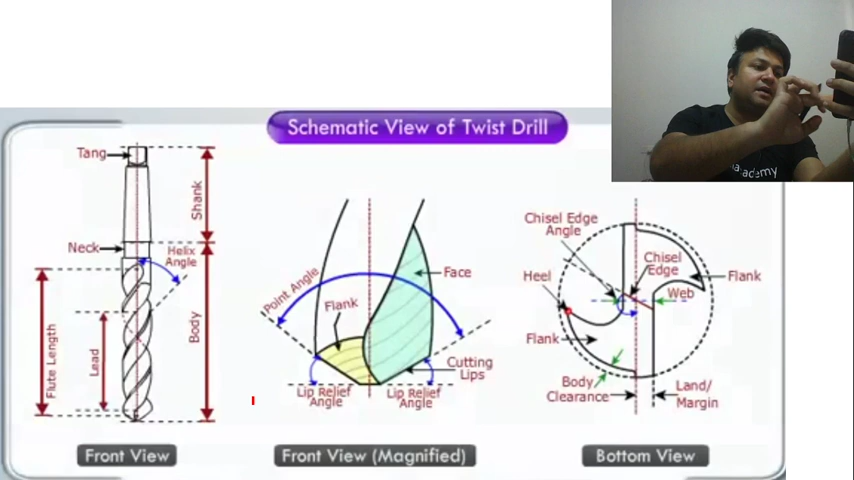 Schematic View of Twist Drill
Tang
Shank
Neck
Helix
Angle
Body
Flute Length
Lead
Front View
Point Angle
Flank
Face
Cutting
Lips
Lip Relief
Angle
Lip Relief
Angle
Front View (Magnified)
Chisel Edge
Angle
Chisel
Edge
Heel
Flank
Web
Flank
Body
Clearance
Land/
Margin
Bottom View